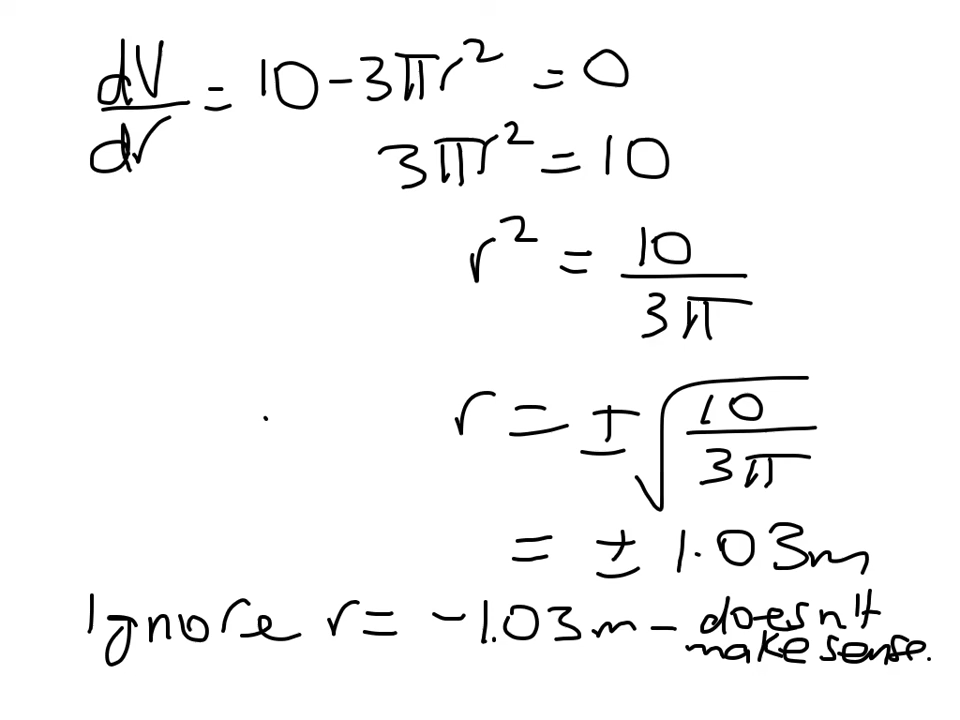 dV/dr = 10 - 3πr² = 0
3πr² = 10
r² = 10/3π
r = ±√(10/3π)
= ± 1.03m
Ignore r = -1.03m - doesn't
make sense.